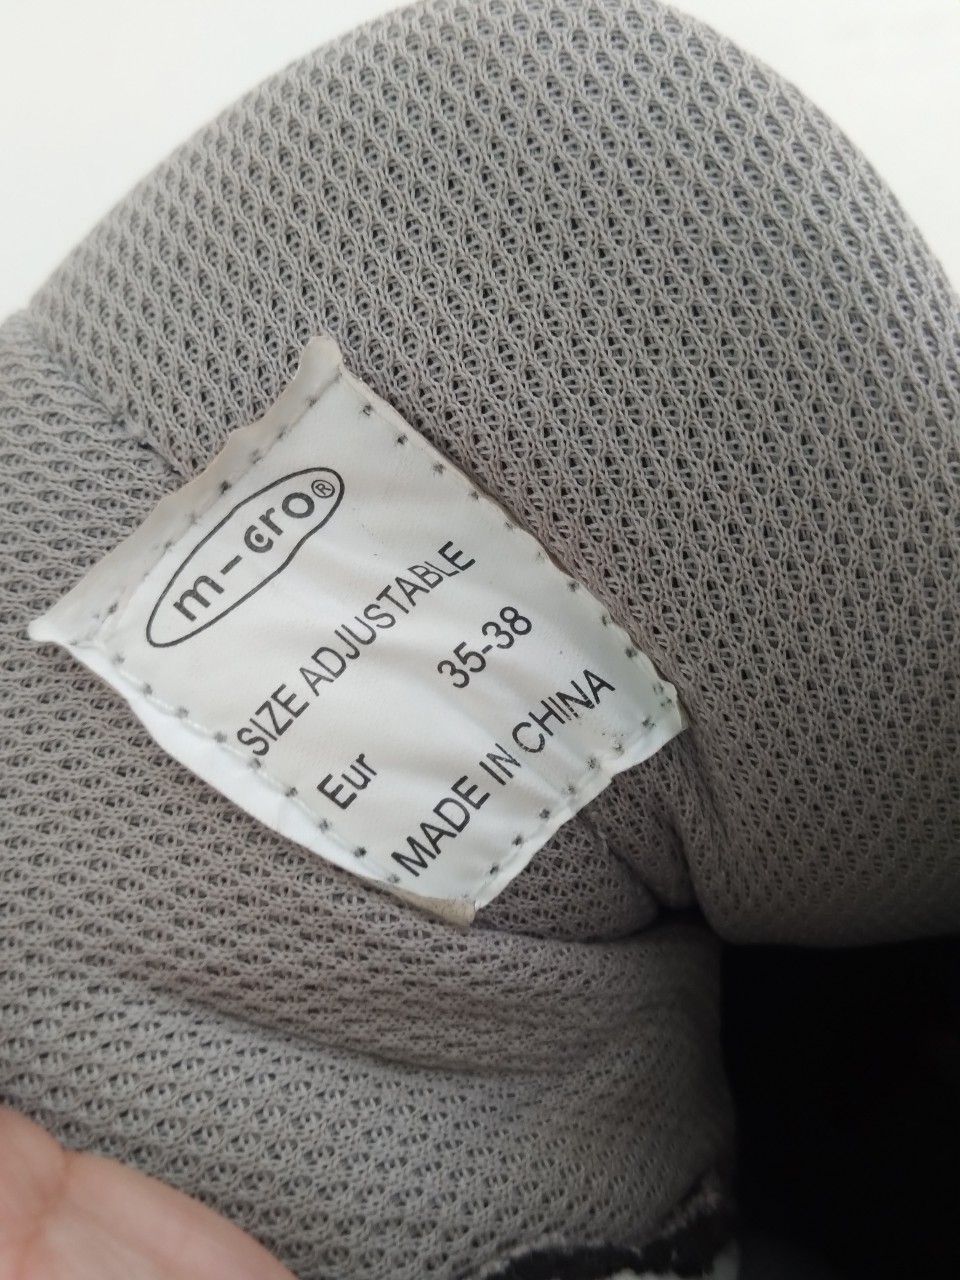 m-cro®
SIZE ADJUSTABLE
Eur 35-38
MADE IN CHINA